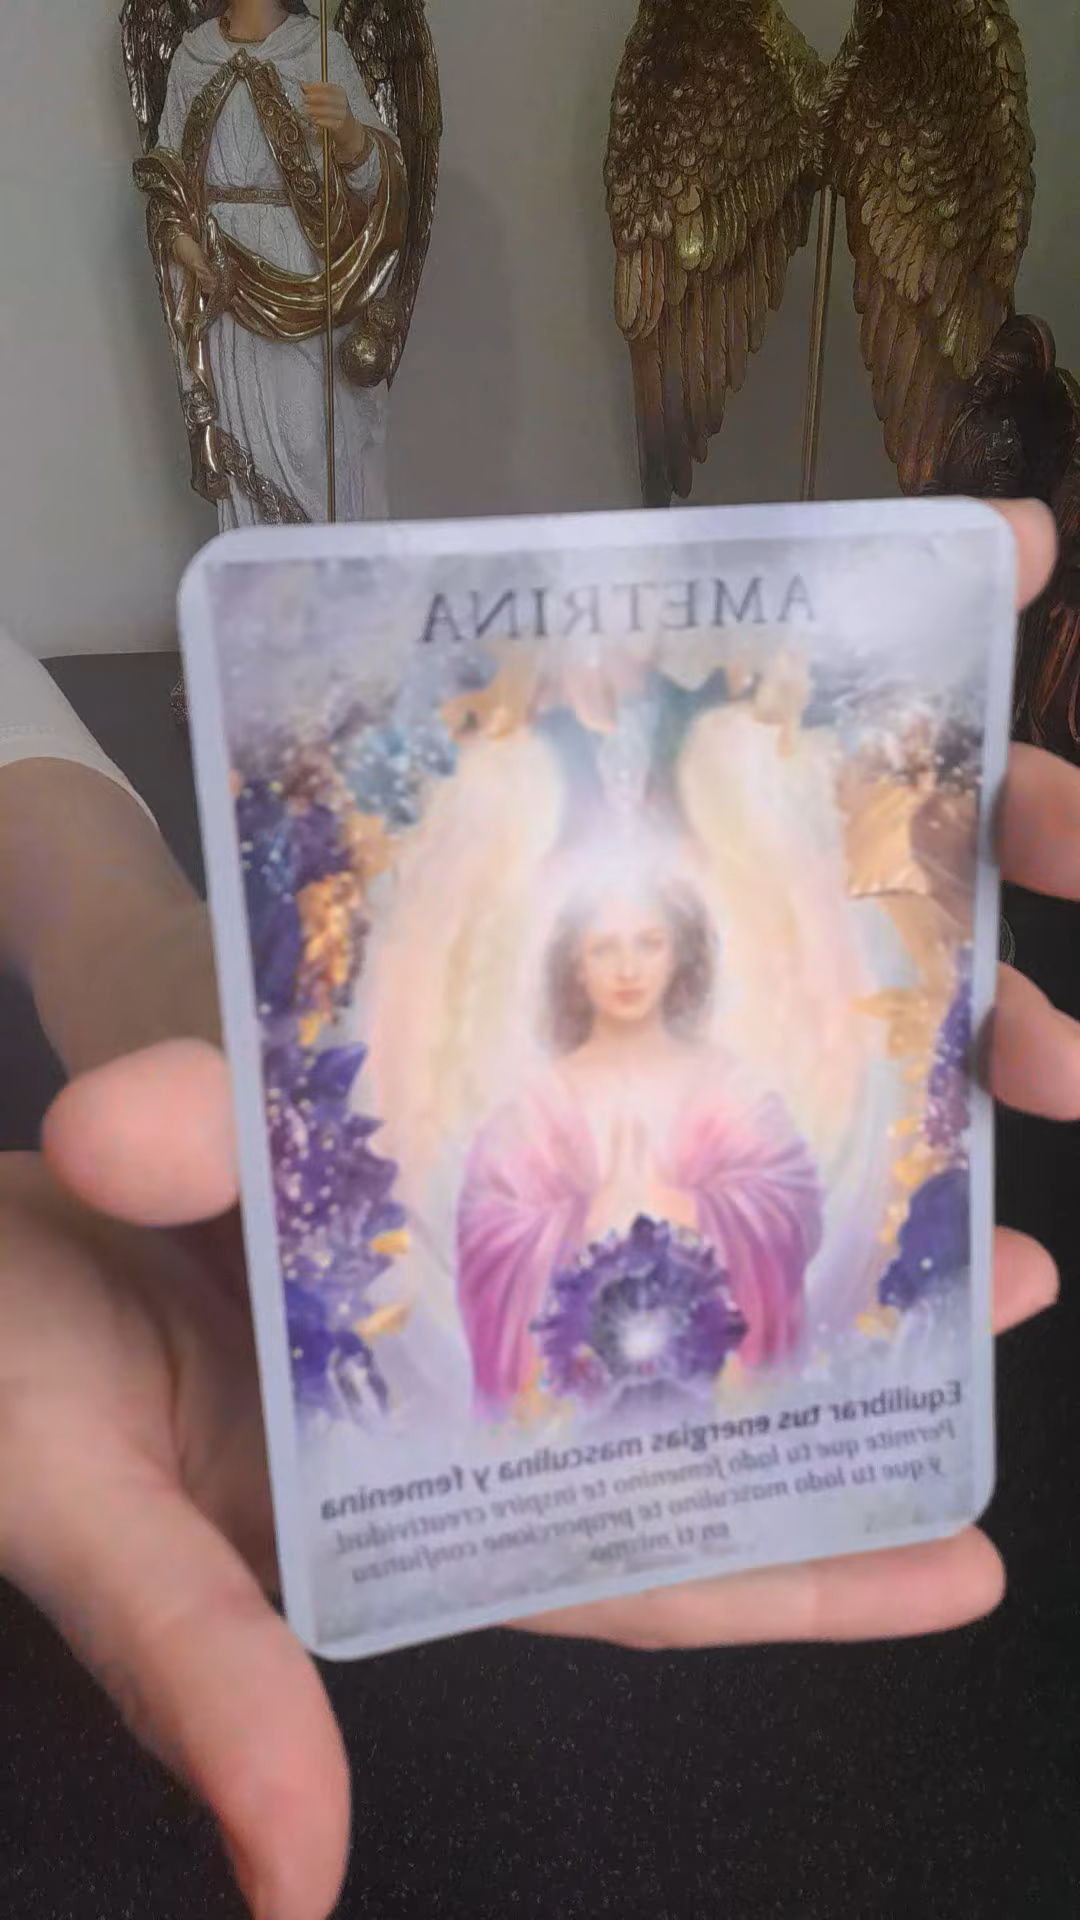 AMETRINA
Equilibrar tus energías masculina y femenina
Permite que tu lado femenino te inspire creatividad,
y que tu lado masculino te proporcione confianza
en ti mismo.